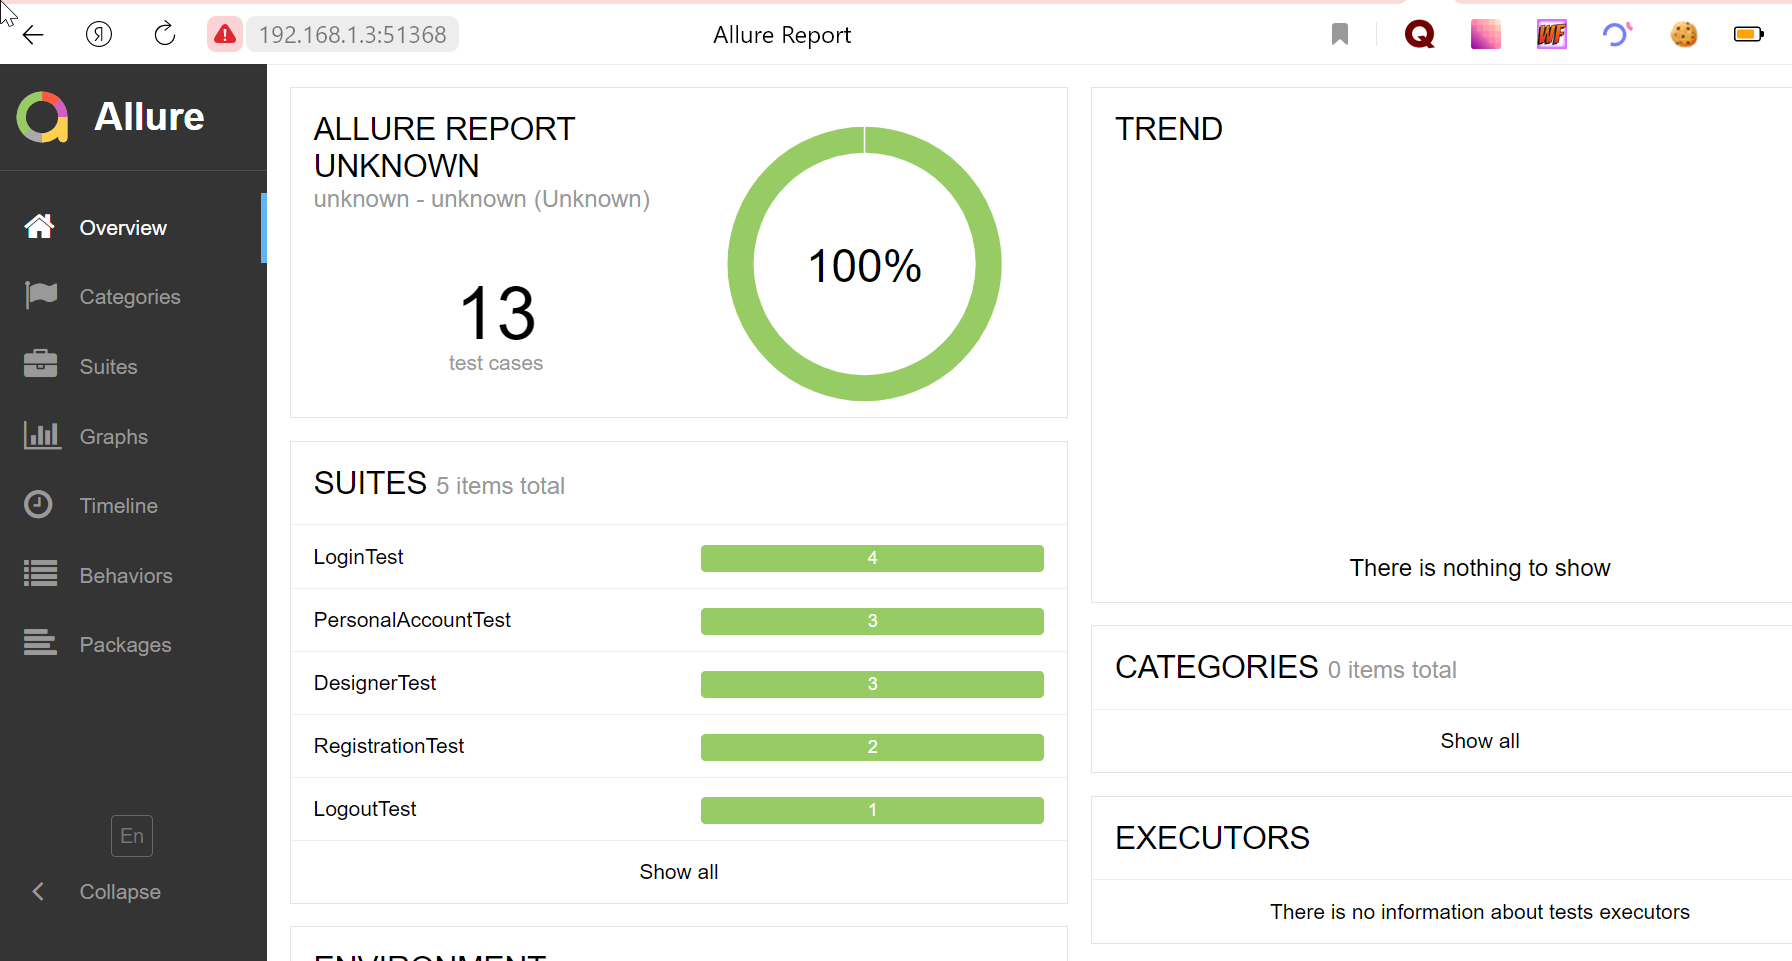 Я
192.168.1.3:51368
Allure Report
Q
WF
Allure
Overview
Categories
Suites
Graphs
Timeline
Behaviors
Packages
En
Collapse
ALLURE REPORT
UNKNOWN
unknown - unknown (Unknown)
13
test cases
100%
SUITES 5 items total
LoginTest 4
PersonalAccountTest 3
DesignerTest 3
RegistrationTest 2
LogoutTest 1
Show all
ENVIRONMENT
TREND
There is nothing to show
CATEGORIES 0 items total
Show all
EXECUTORS
There is no information about tests executors